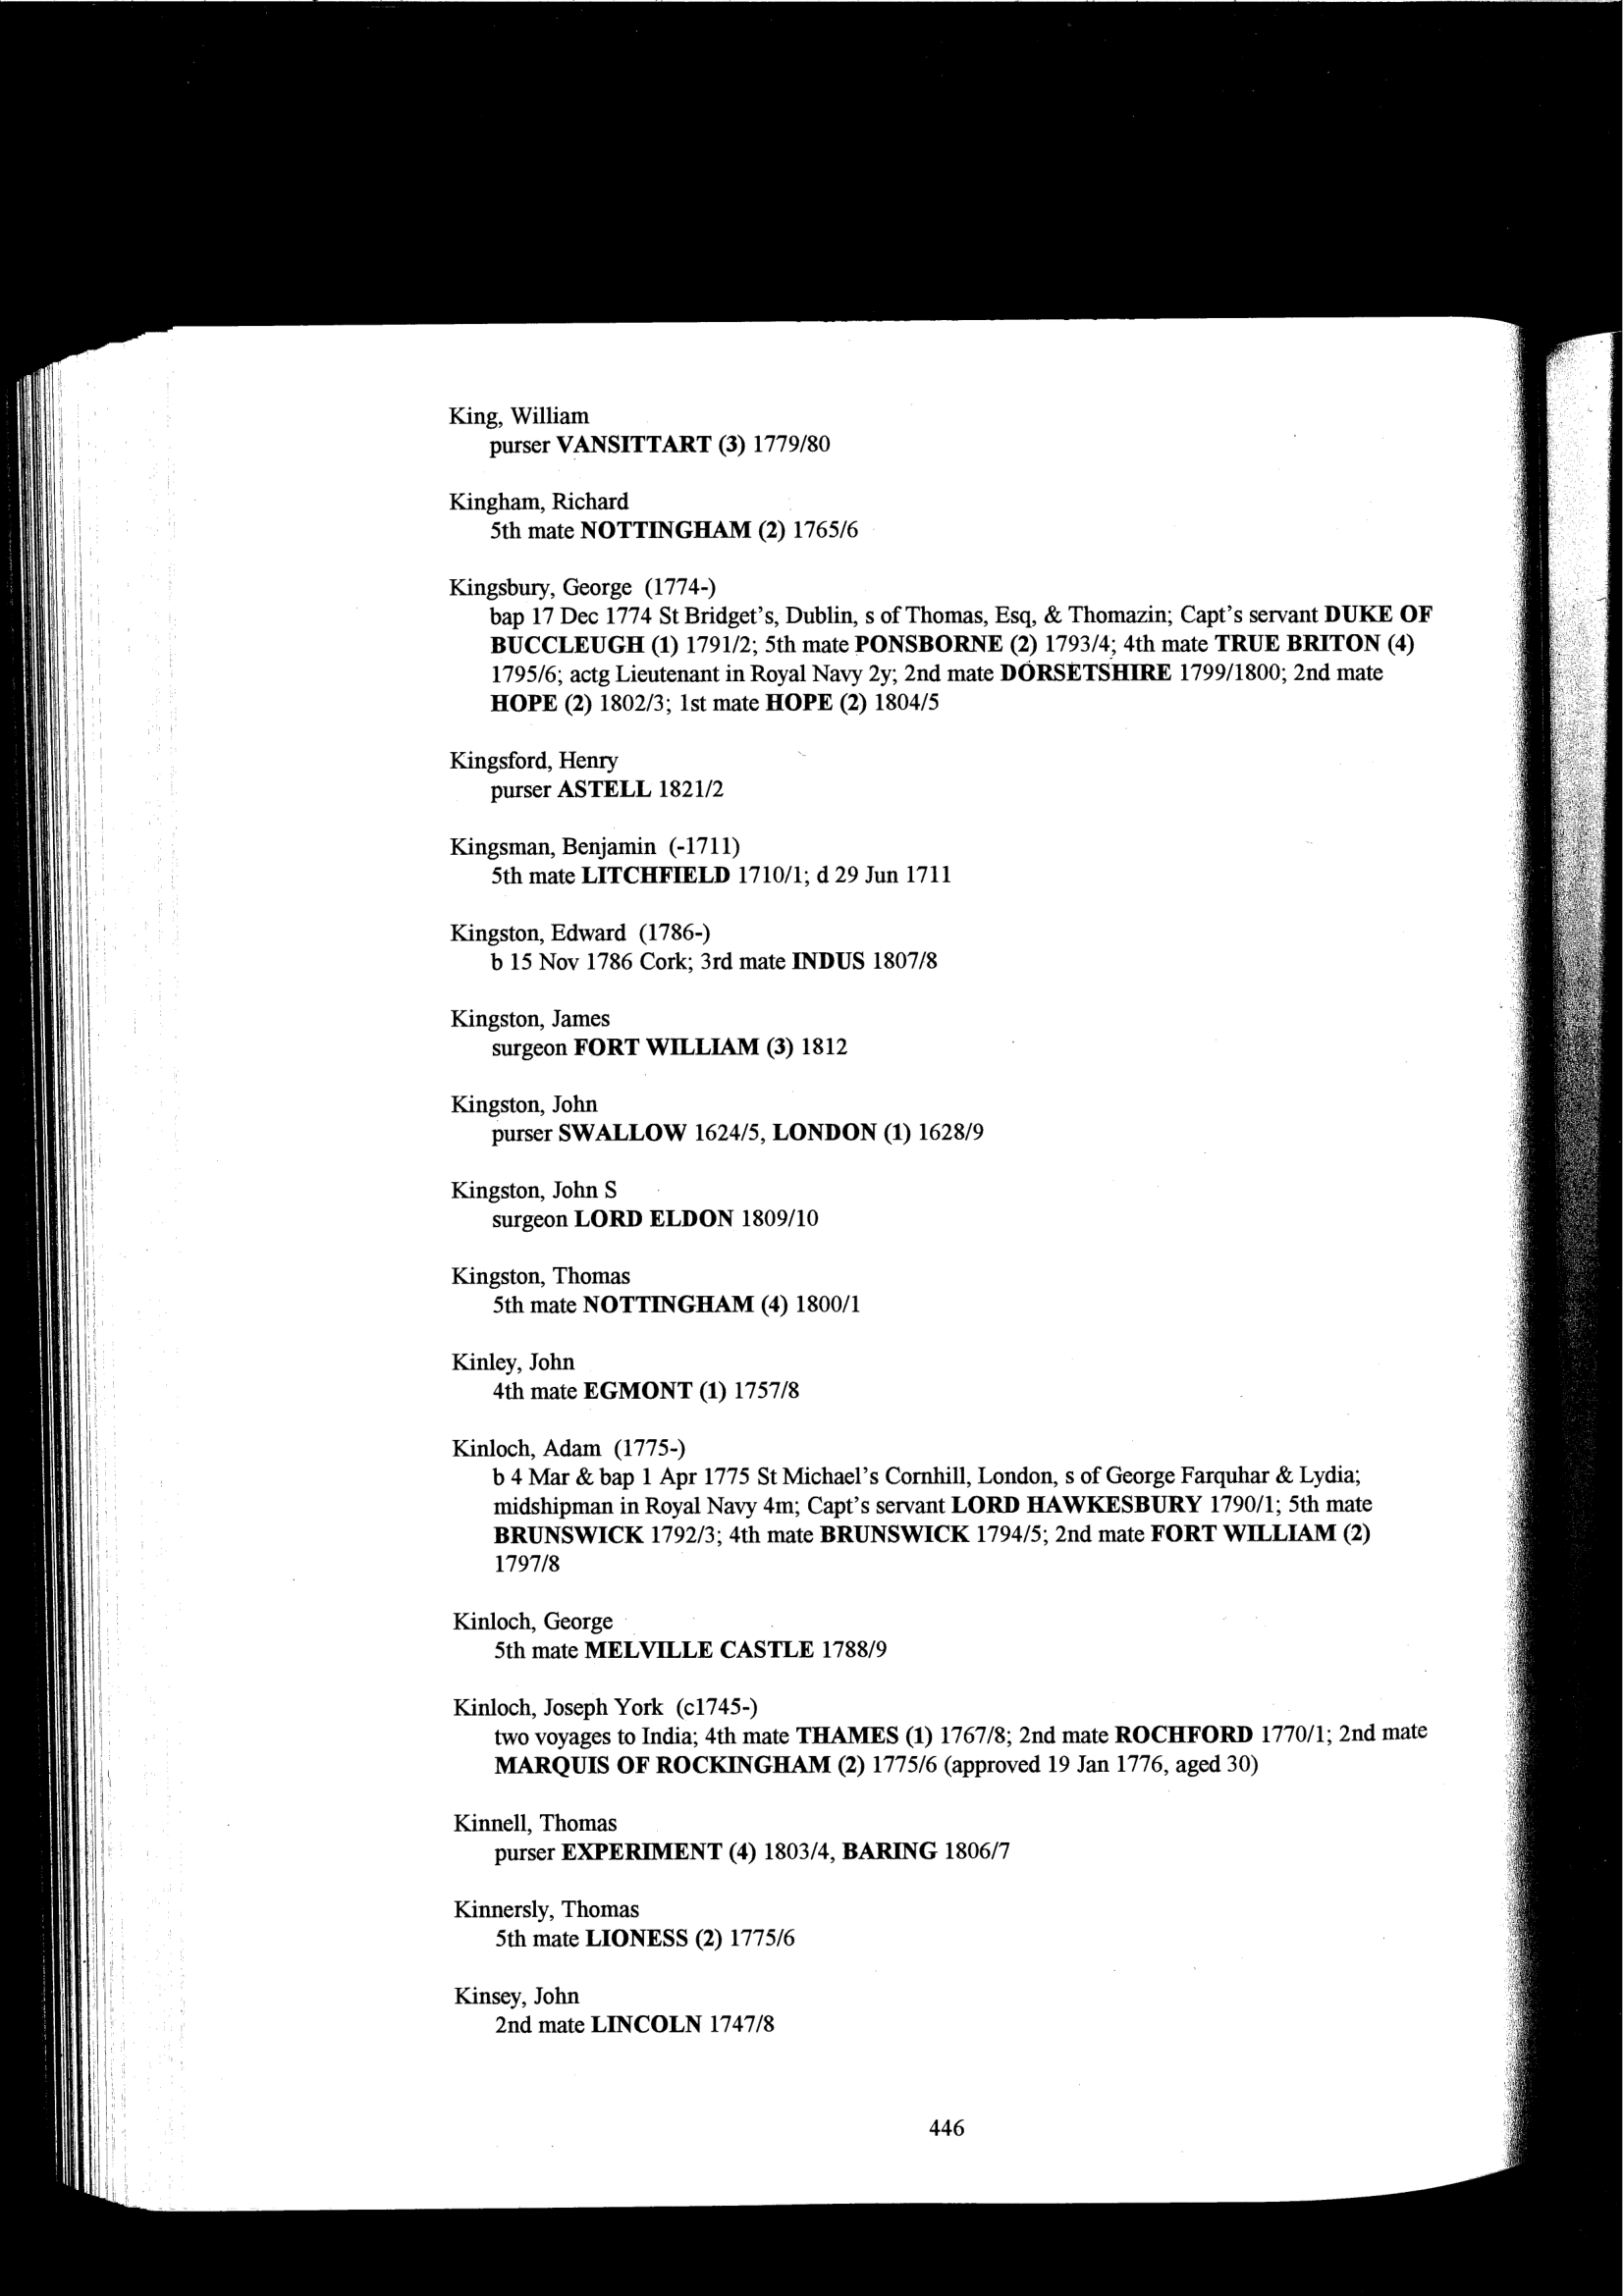 King, William
purser VANSITTART (3) 1779/80
Kingham, Richard
5th mate NOTTINGHAM (2) 1765/6
Kingsbury, George (1774-)
bap 17 Dec 1774 St Bridget's, Dublin, s of Thomas, Esq, & Thomazin; Capt's servant DUKE OF
BUCCLEUGH (1) 1791/2; 5th mate PONSBORNE (2) 1793/4; 4th mate TRUE BRITON (4)
1795/6; actg Lieutenant in Royal Navy 2y; 2nd mate DORSETSHIRE 1799/1800; 2nd mate
HOPE (2) 1802/3; 1st mate HOPE (2) 1804/5
Kingsford, Henry
purser ASTELL 1821/2
Kingsman, Benjamin (-1711)
5th mate LITCHFIELD 1710/1; d 29 Jun 1711
Kingston, Edward (1786-)
b 15 Nov 1786 Cork; 3rd mate INDUS 1807/8
Kingston, James
surgeon FORT WILLIAM (3) 1812
Kingston, John
purser SWALLOW 1624/5, LONDON (1) 1628/9
Kingston, John S
surgeon LORD ELDON 1809/10
Kingston, Thomas
5th mate NOTTINGHAM (4) 1800/1
Kinley, John
4th mate EGMONT (1) 1757/8
Kinloch, Adam (1775-)
b 4 Mar & bap 1 Apr 1775 St Michael's Cornhill, London, s of George Farquhar & Lydia;
midshipman in Royal Navy 4m; Capt's servant LORD HAWKESBURY 1790/1; 5th mate
BRUNSWICK 1792/3; 4th mate BRUNSWICK 1794/5; 2nd mate FORT WILLIAM (2)
1797/8
Kinloch, George
5th mate MELVILLE CASTLE 1788/9
Kinloch, Joseph York (c1745-)
two voyages to India; 4th mate THAMES (1) 1767/8; 2nd mate ROCHFORD 1770/1; 2nd mate
MARQUIS OF ROCKINGHAM (2) 1775/6 (approved 19 Jan 1776, aged 30)
Kinnell, Thomas
purser EXPERIMENT (4) 1803/4, BARING 1806/7
Kinnersly, Thomas
5th mate LIONESS (2) 1775/6
Kinsey, John
2nd mate LINCOLN 1747/8
446